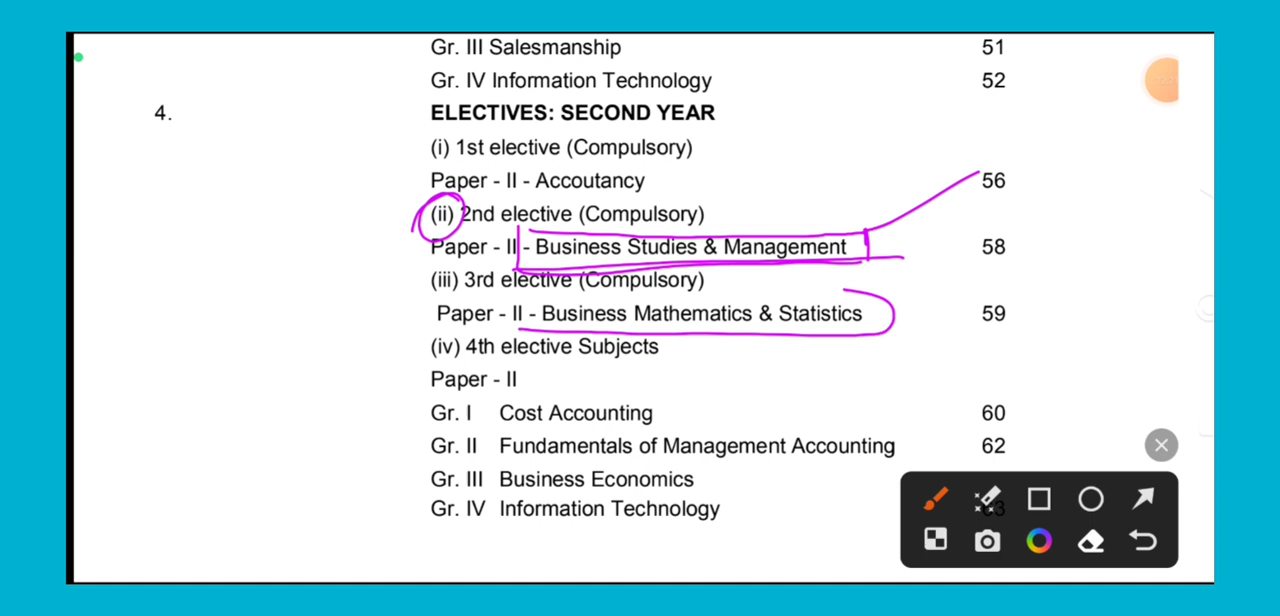 Gr. III Salesmanship 51
Gr. IV Information Technology 52
4. ELECTIVES: SECOND YEAR
(i) 1st elective (Compulsory)
Paper - II - Accoutancy 56
(ii) 2nd elective (Compulsory)
Paper - II - Business Studies & Management 58
(iii) 3rd elective (Compulsory)
Paper - II - Business Mathematics & Statistics 59
(iv) 4th elective Subjects
Paper - II
Gr. I Cost Accounting 60
Gr. II Fundamentals of Management Accounting 62
Gr. III Business Economics
Gr. IV Information Technology